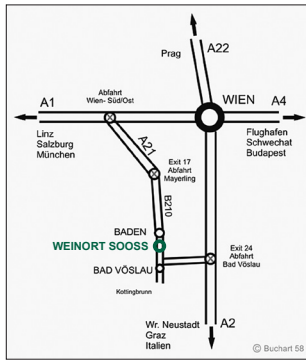 Prag
A22
Abfahrt
Wien- Süd/Ost
A1
WIEN
A4
Linz
Salzburg
München
Flughafen
Schwechat
Budapest
A21
Exit 17
Abfahrt
Mayerling
B210
BADEN
WEINORT SOOSS
Exit 24
Abfahrt
Bad Vöslau
BAD VÖSLAU
Kottingbrunn
Wr. Neustadt
Graz
Italien
A2
© Buchart 58